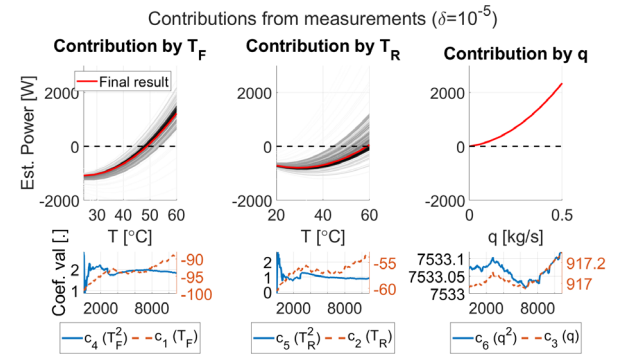 Contributions from measurements (δ=10⁻⁵)
Contribution by T_F
Contribution by T_R
Contribution by q
Est. Power [W]
2000
0
-2000
Final result
30 40 50 60
T [°C]
2000
0
-2000
20 40 60
T [°C]
2000
0
-2000
0 0.5
q [kg/s]
Coef. val [.]
2
1
-90
-95
-100
2000 8000
2
1
0
-55
-60
2000 8000
7533.1
7533.05
7533
917.2
917
2000 8000
c₄ (T_F²) c₁ (T_F)
c₅ (T_R²) c₂ (T_R)
c₆ (q²) c₃ (q)